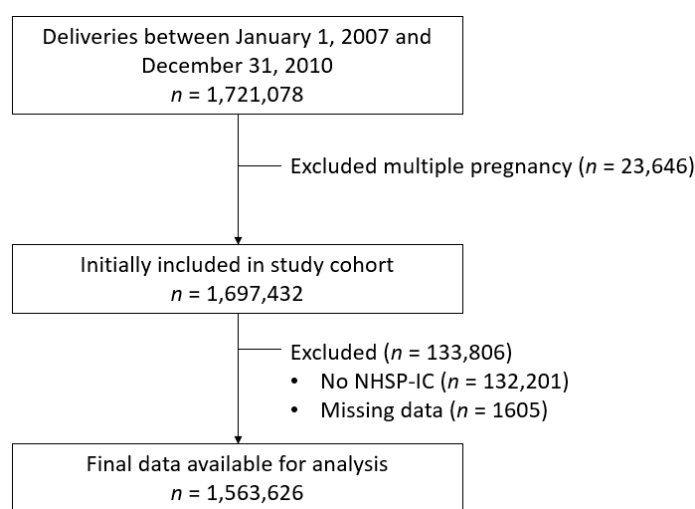 Deliveries between January 1, 2007 and
December 31, 2010
n = 1,721,078
Excluded multiple pregnancy (n = 23,646)
Initially included in study cohort
n = 1,697,432
Excluded (n = 133,806)
• No NHSP-IC (n = 132,201)
• Missing data (n = 1605)
Final data available for analysis
n = 1,563,626